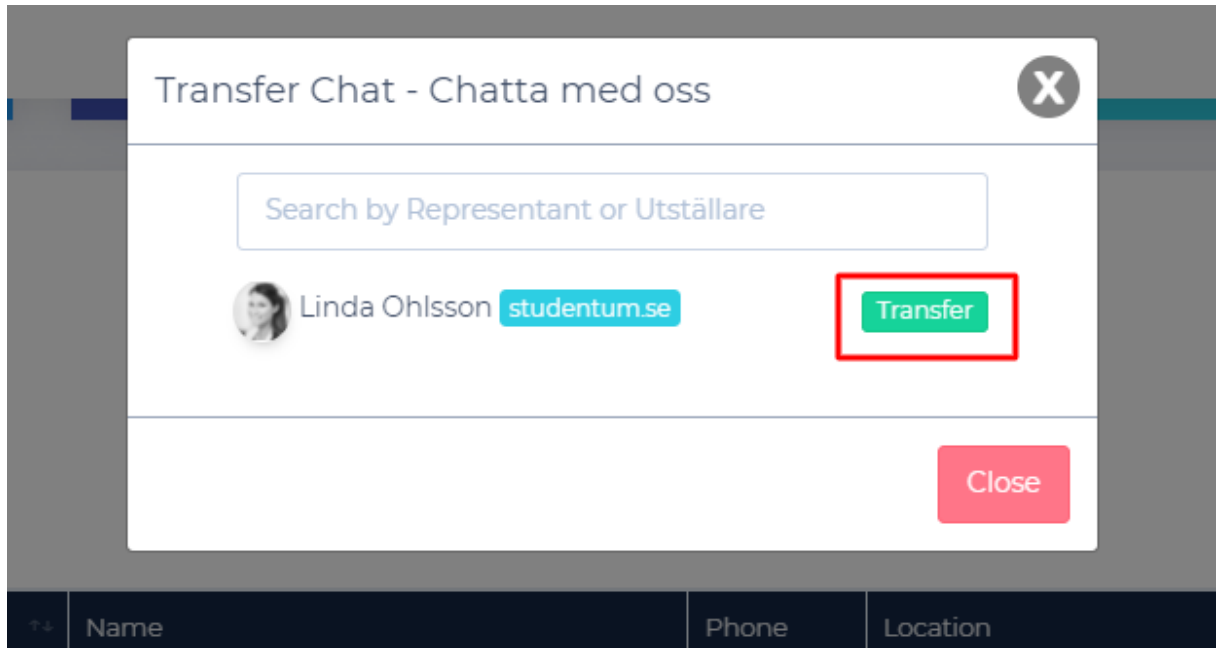 Transfer Chat - Chatta med oss
X
Search by Representant or Utställare
Linda Ohlsson studentum.se Transfer
Close
Name Phone Location